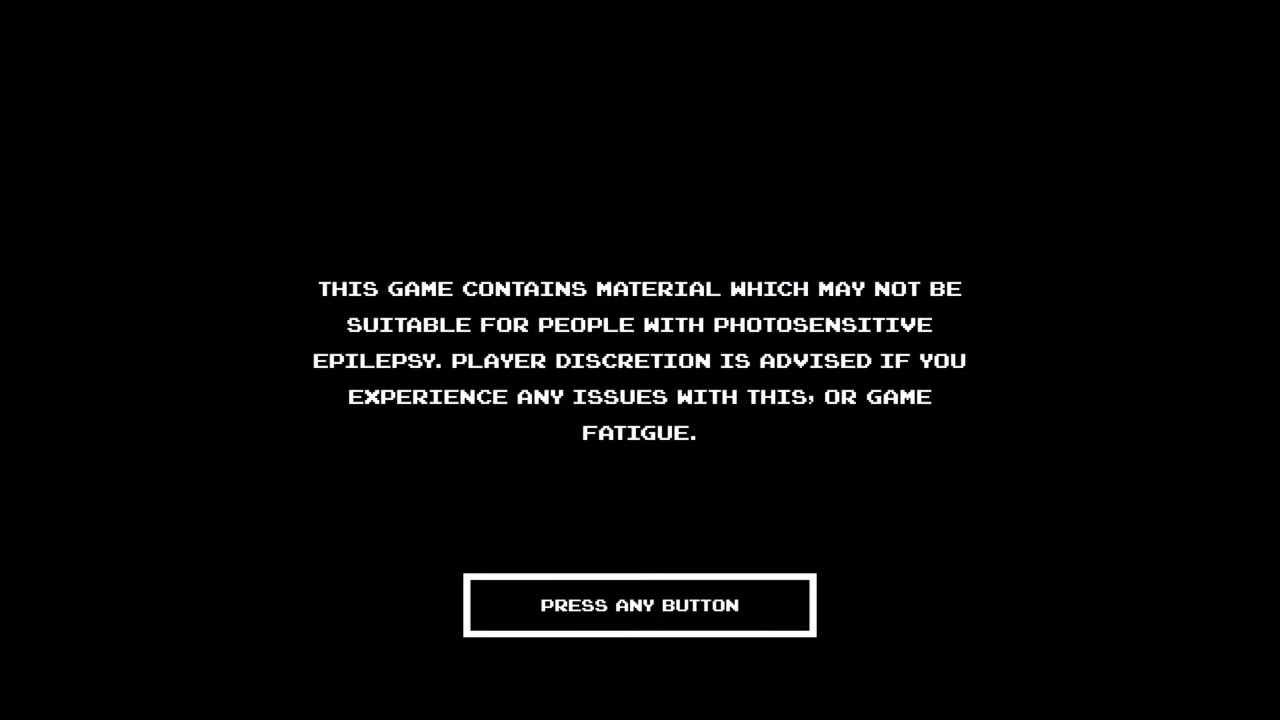 THIS GAME CONTAINS MATERIAL WHICH MAY NOT BE
SUITABLE FOR PEOPLE WITH PHOTOSENSITIVE
EPILEPSY. PLAYER DISCRETION IS ADVISED IF YOU
EXPERIENCE ANY ISSUES WITH THIS, OR GAME
FATIGUE.
PRESS ANY BUTTON